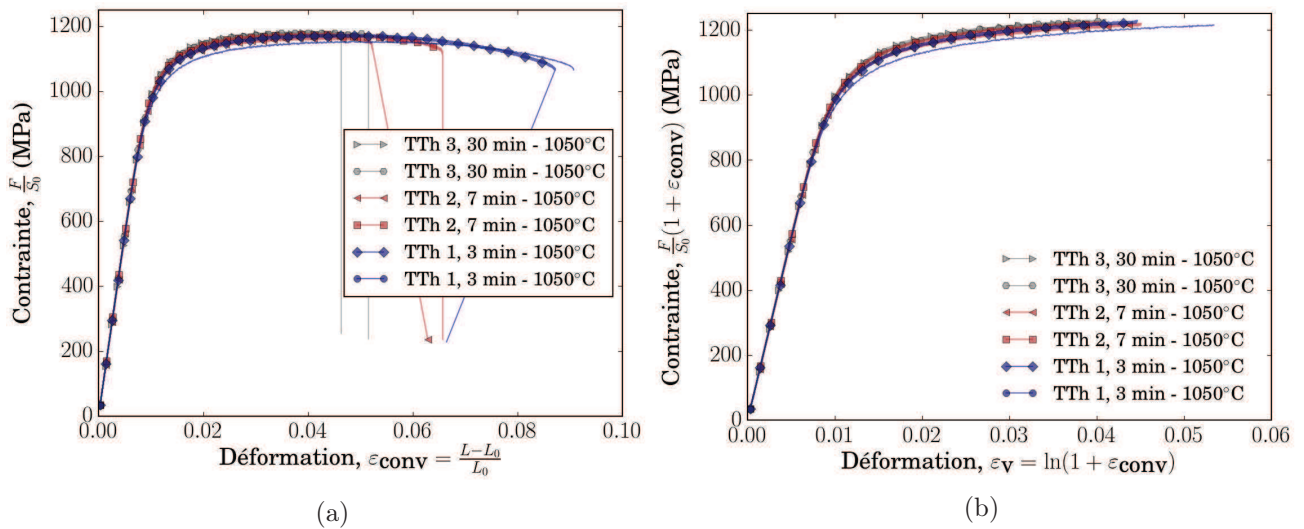 1200
1000
800
600
400
200
0
Contrainte, F/S₀ (MPa)
TTh 3, 30 min - 1050°C
TTh 3, 30 min - 1050°C
TTh 2, 7 min - 1050°C
TTh 2, 7 min - 1050°C
TTh 1, 3 min - 1050°C
TTh 1, 3 min - 1050°C
0.00 0.02 0.04 0.06 0.08 0.10
Déformation, εconv = (L−L₀)/L₀
(a)
1200
1000
800
600
400
200
0
Contrainte, F/S₀(1 + εconv) (MPa)
TTh 3, 30 min - 1050°C
TTh 3, 30 min - 1050°C
TTh 2, 7 min - 1050°C
TTh 2, 7 min - 1050°C
TTh 1, 3 min - 1050°C
TTh 1, 3 min - 1050°C
0.00 0.01 0.02 0.03 0.04 0.05 0.06
Déformation, εv = ln(1 + εconv)
(b)